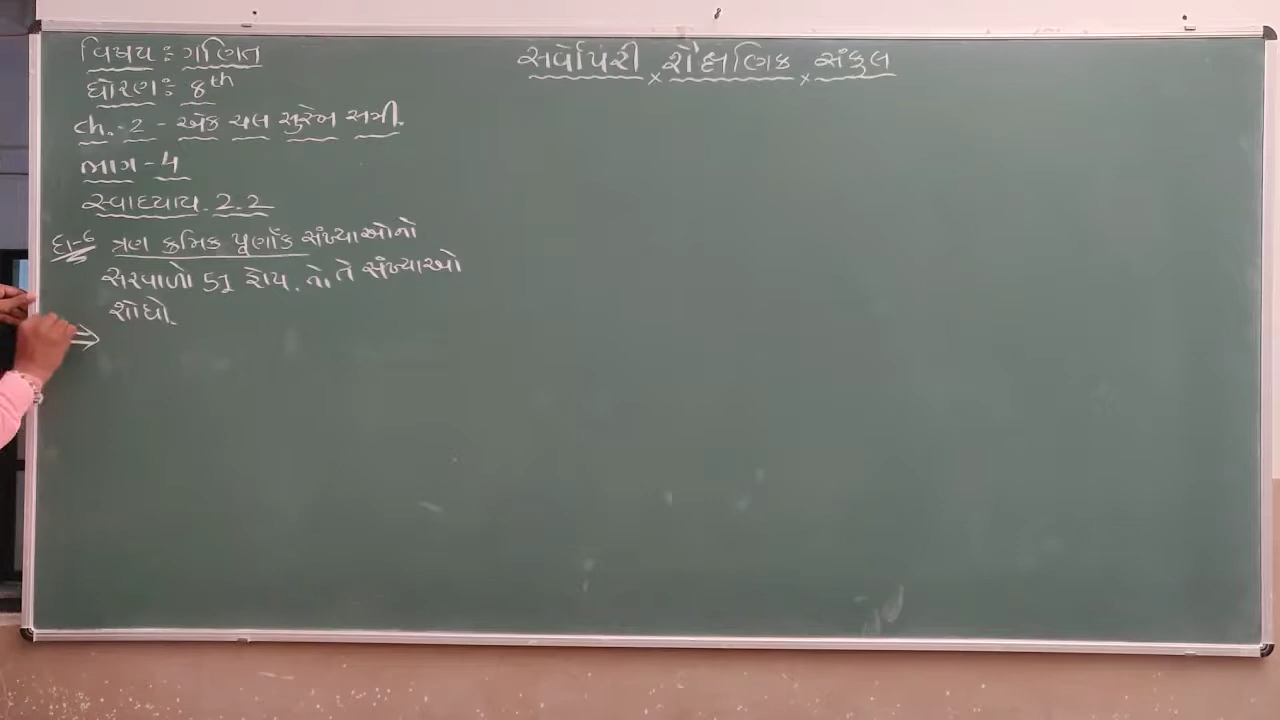 વિષય : ગણિત
ધોરણ : 8th
ch. - 2 - એક ચલ સુરેખ સમી.
ભાગ - 4
સ્વાધ્યાય. 2.2
દા-6 ત્રણ ક્રમિક પૂર્ણાંક સંખ્યાઓનો
સરવાળો 51 હોય. તો તે સંખ્યાઓ
શોધો.
⇒
સર્વોપરી × શૈક્ષણિક × સંકુલ